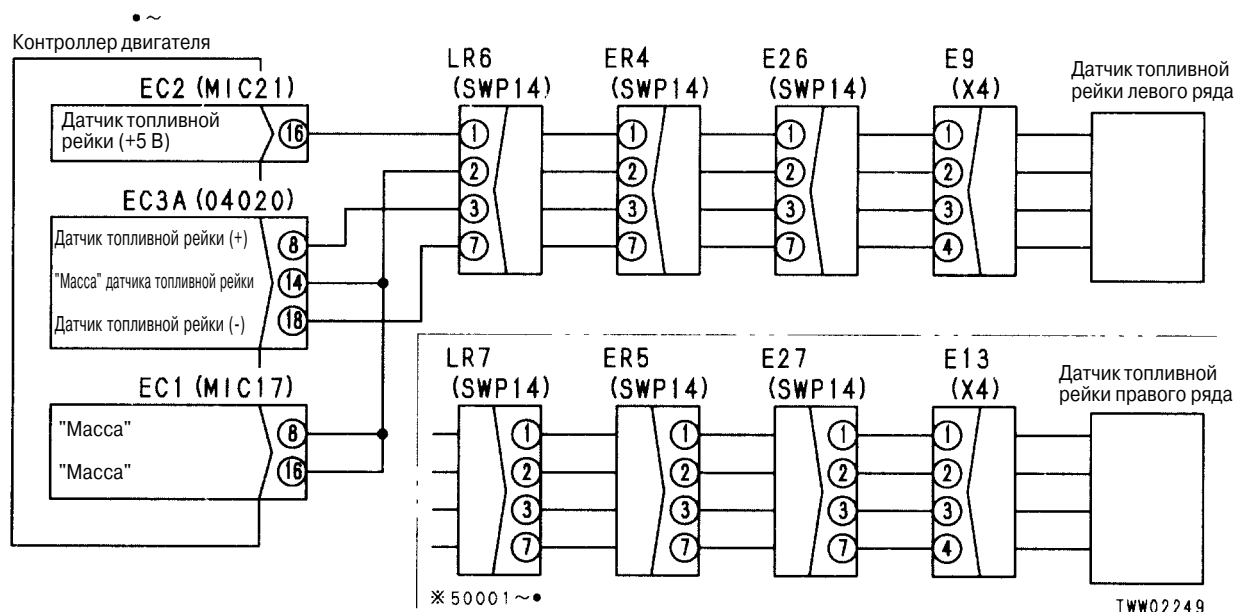 •~
Контроллер двигателя
EC2 (MIC21)
Датчик топливной
рейки (+5 В)
16
EC3A (04020)
Датчик топливной рейки (+)
8
"Масса" датчика топливной рейки
14
Датчик топливной рейки (-)
18
EC1 (MIC17)
"Масса"
8
"Масса"
16
LR6
(SWP14)
1
2
3
7
ER4
(SWP14)
1
2
3
7
E26
(SWP14)
1
2
3
7
E9
(X4)
1
2
3
4
Датчик топливной
рейки левого ряда
LR7
(SWP14)
1
2
3
7
ER5
(SWP14)
1
2
3
7
E27
(SWP14)
1
2
3
7
E13
(X4)
1
2
3
4
Датчик топливной
рейки правого ряда
※50001~•
TWW02249